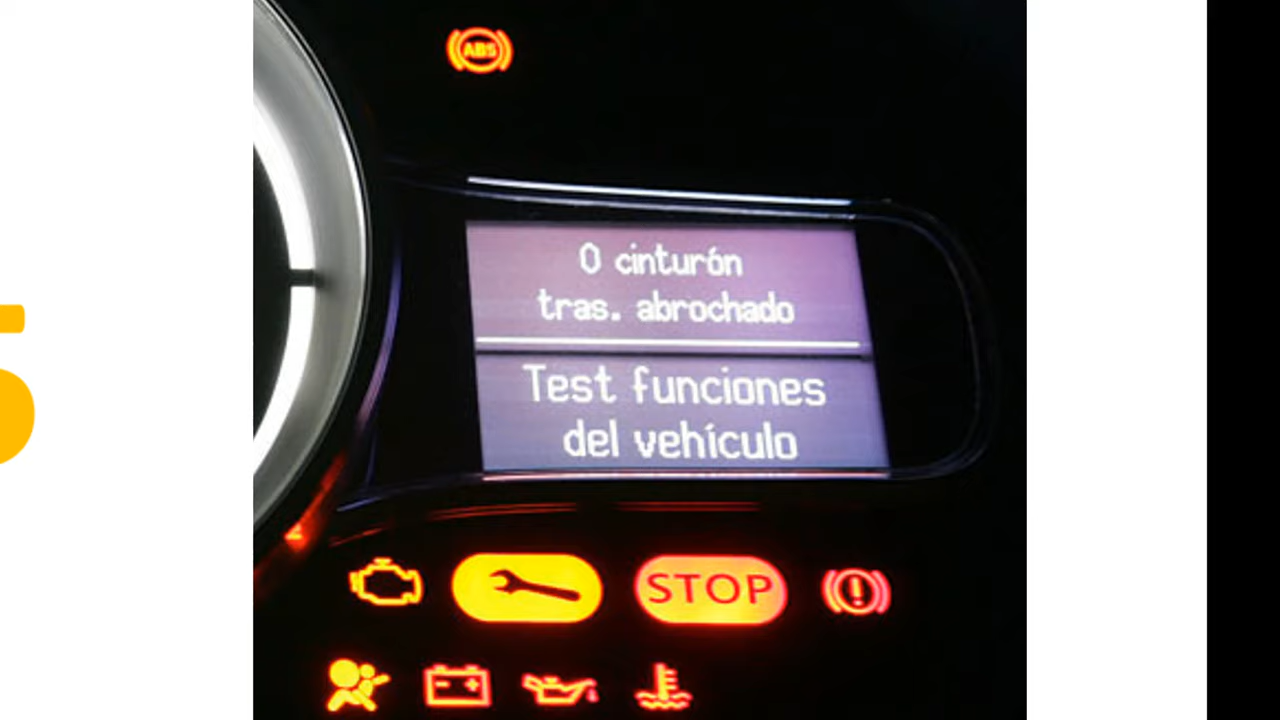 ABS
0 cinturón
tras. abrochado
Test funciones
del vehículo
STOP